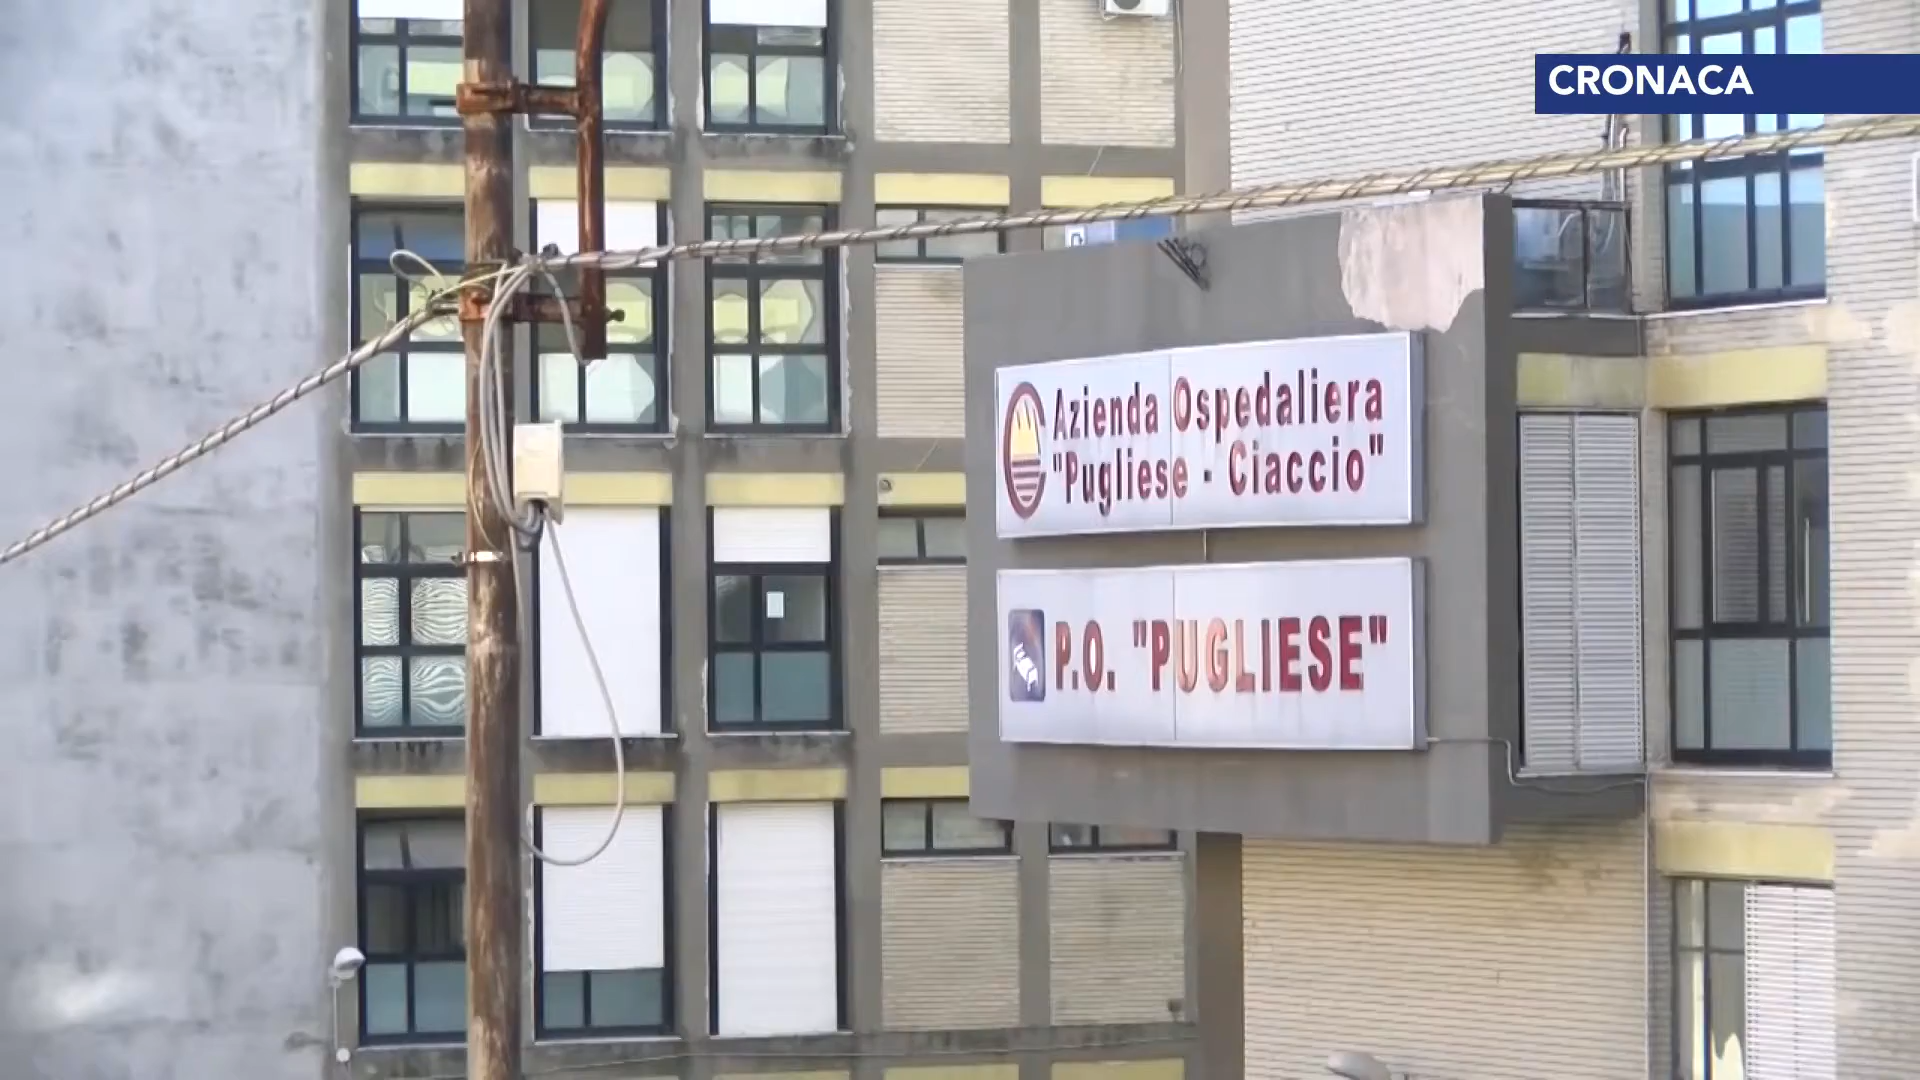 CRONACA
Azienda Ospedaliera
"Pugliese - Ciaccio"
P.O. "PUGLIESE"